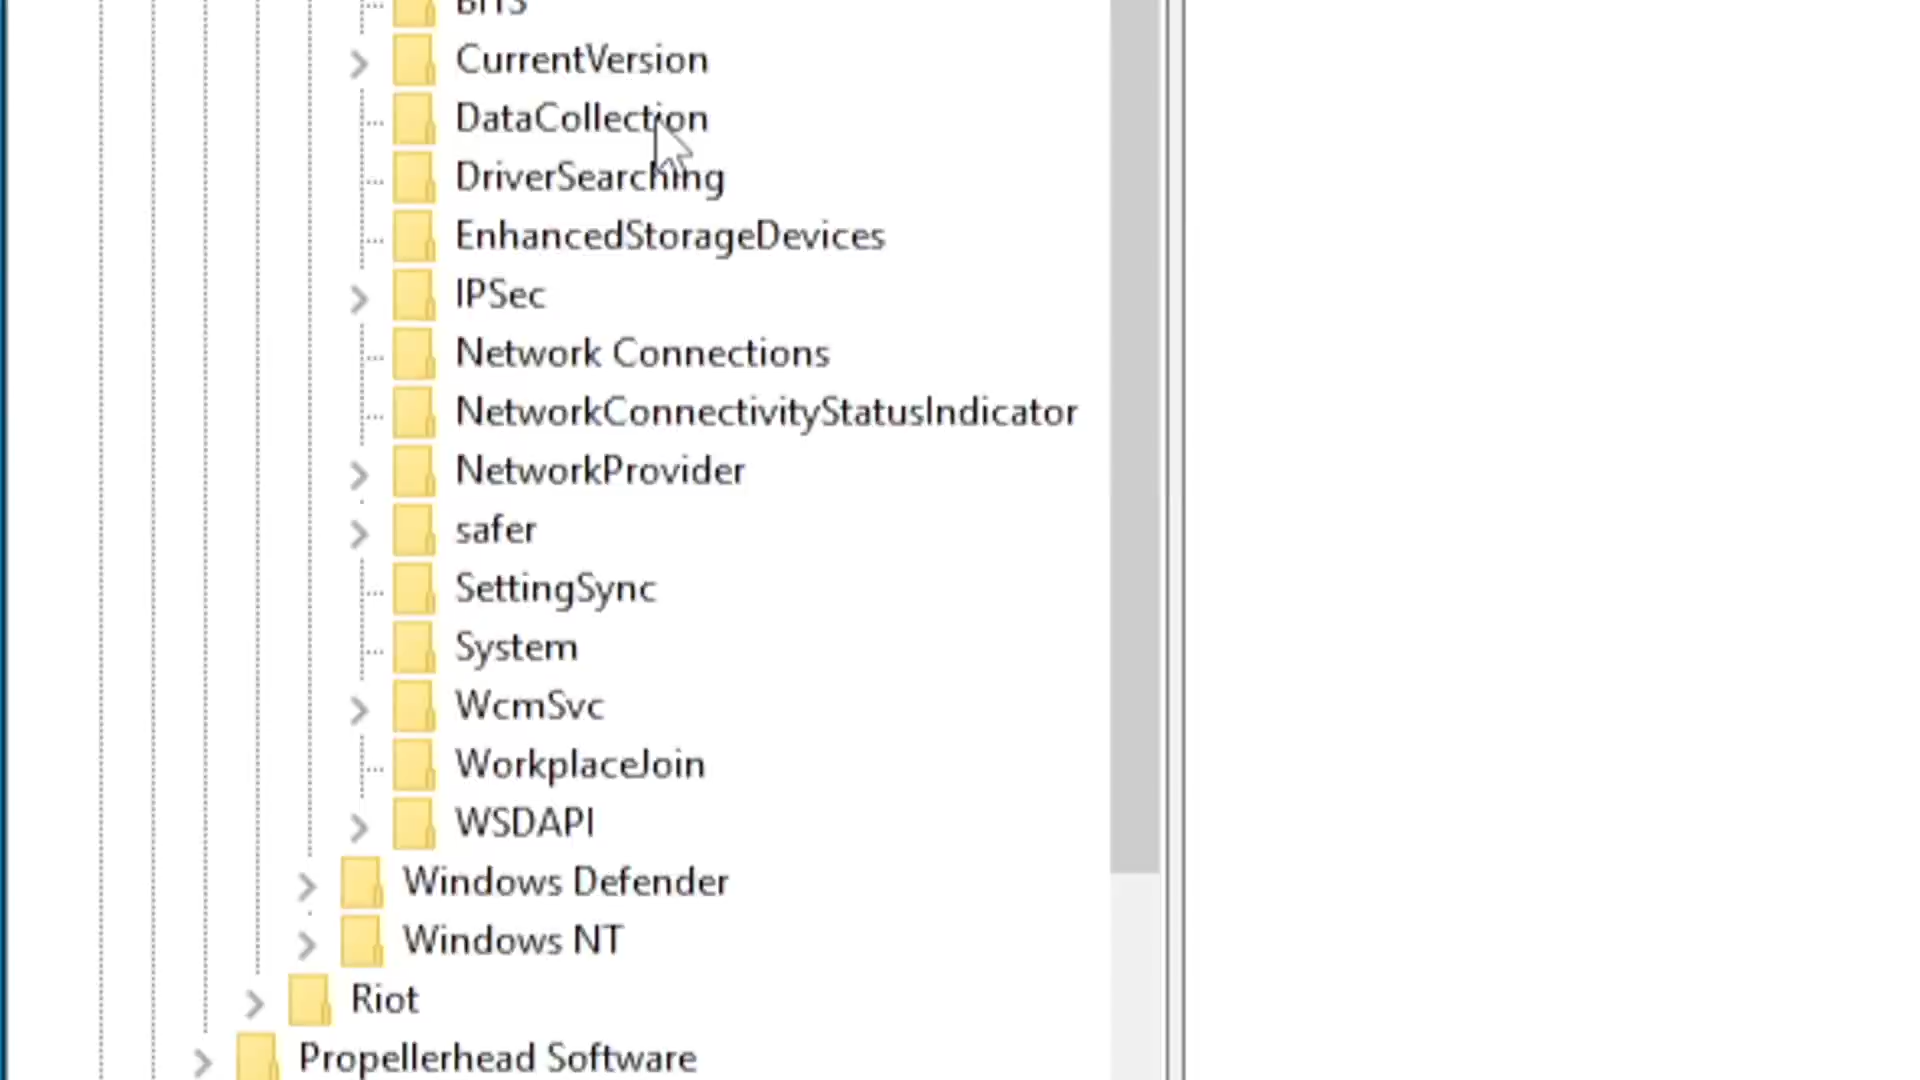 BITS
CurrentVersion
DataCollection
DriverSearching
EnhancedStorageDevices
IPSec
Network Connections
NetworkConnectivityStatusIndicator
NetworkProvider
safer
SettingSync
System
WcmSvc
WorkplaceJoin
WSDAPI
Windows Defender
Windows NT
Riot
Propellerhead Software